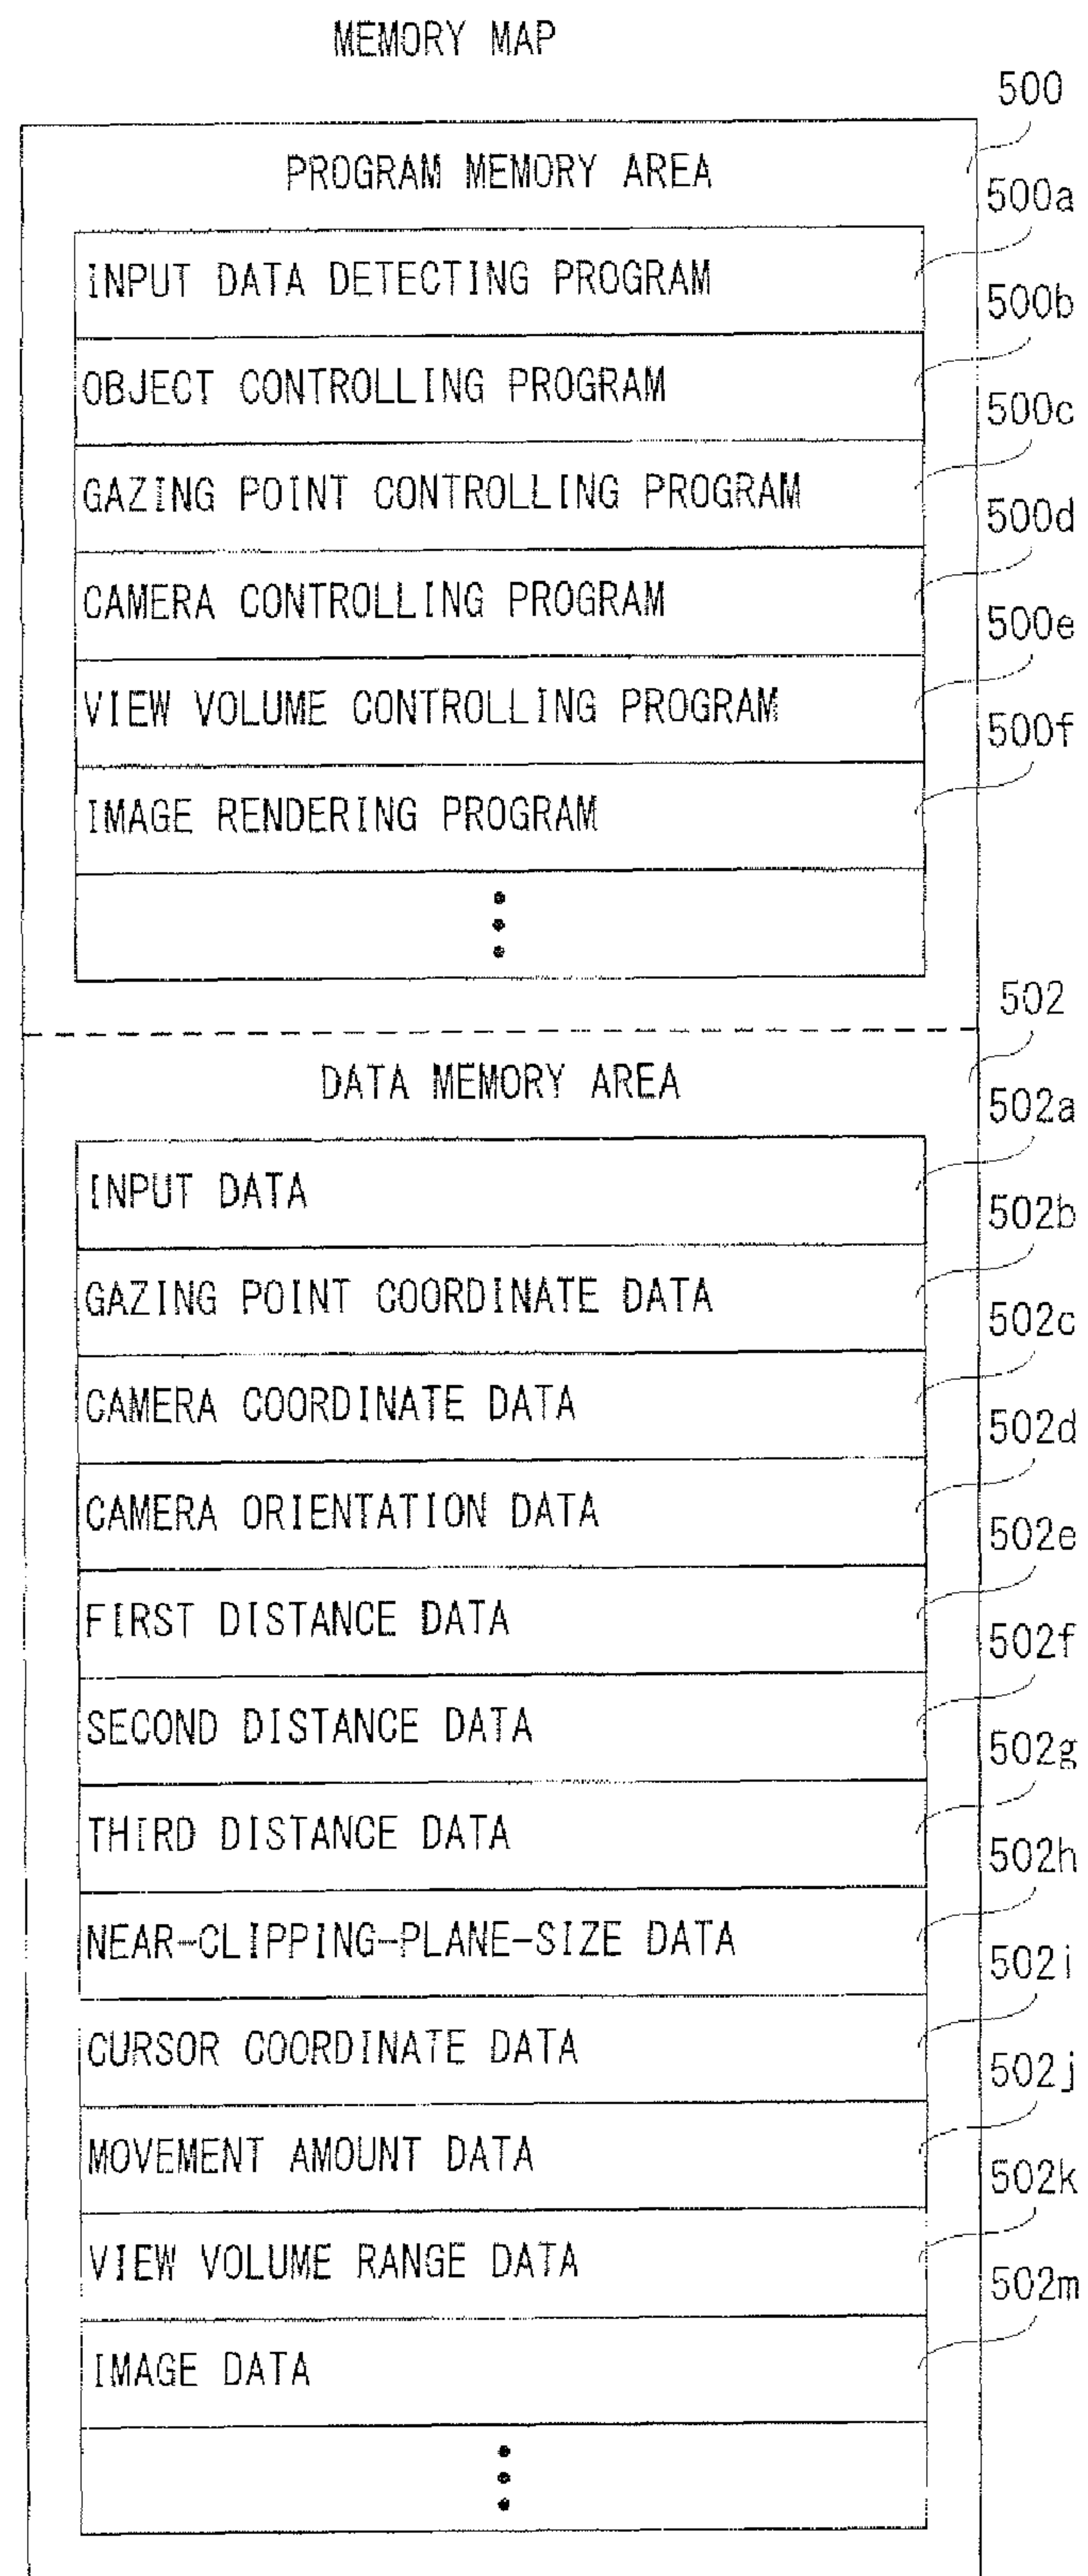 MEMORY MAP
500
PROGRAM MEMORY AREA
500a
INPUT DATA DETECTING PROGRAM
500b
OBJECT CONTROLLING PROGRAM
500c
GAZING POINT CONTROLLING PROGRAM
500d
CAMERA CONTROLLING PROGRAM
500e
VIEW VOLUME CONTROLLING PROGRAM
500f
IMAGE RENDERING PROGRAM
502
DATA MEMORY AREA
502a
INPUT DATA
502b
GAZING POINT COORDINATE DATA
502c
CAMERA COORDINATE DATA
502d
CAMERA ORIENTATION DATA
502e
FIRST DISTANCE DATA
502f
SECOND DISTANCE DATA
502g
THIRD DISTANCE DATA
502h
NEAR-CLIPPING-PLANE-SIZE DATA
502i
CURSOR COORDINATE DATA
502j
MOVEMENT AMOUNT DATA
502k
VIEW VOLUME RANGE DATA
502m
IMAGE DATA